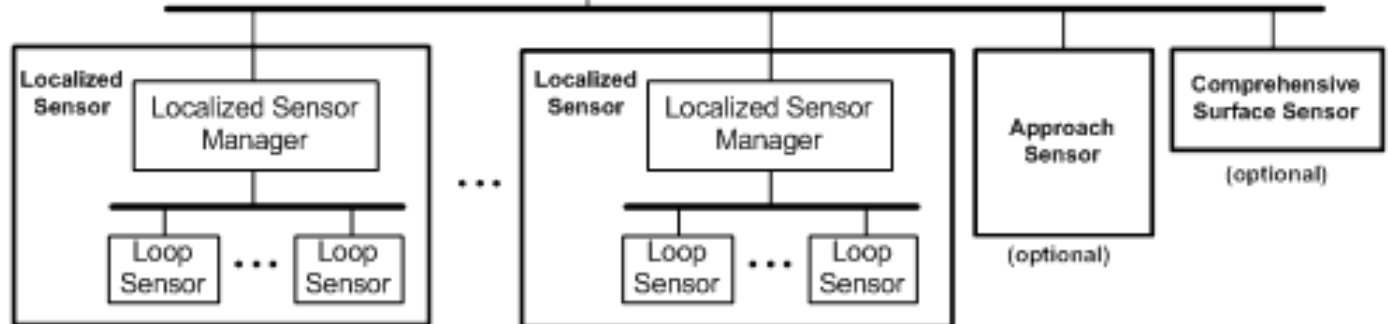 Localized
Sensor
Localized Sensor
Manager
Loop
Sensor
...
Loop
Sensor
...
Localized
Sensor
Localized Sensor
Manager
Loop
Sensor
...
Loop
Sensor
Approach
Sensor
(optional)
Comprehensive
Surface Sensor
(optional)